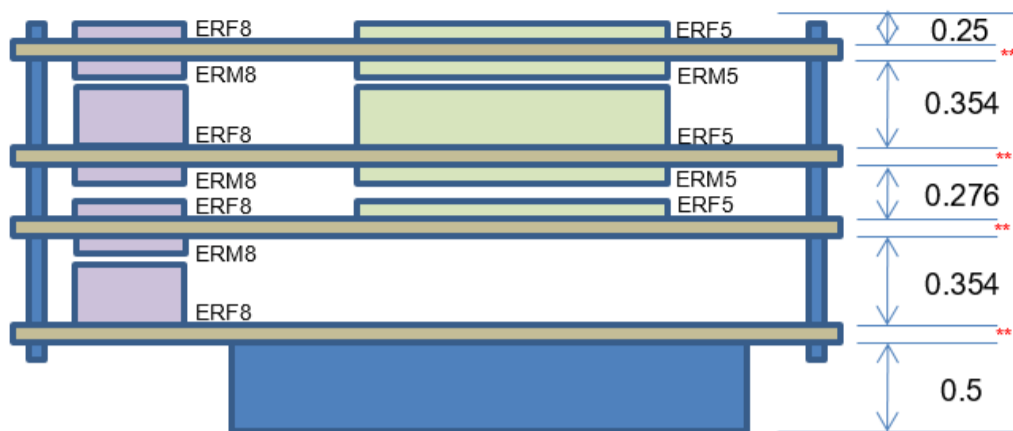 ERF8 ERF5 0.25
**
ERM8 ERM5
0.354
ERF8 ERF5
**
ERM8 ERM5
0.276
ERF8 ERF5
**
ERM8
0.354
ERF8
**
0.5